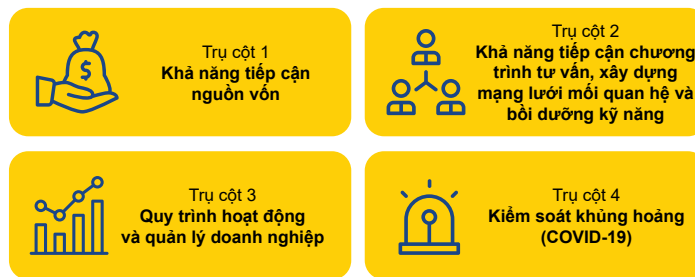 Trụ cột 1
Khả năng tiếp cận
nguồn vốn
Trụ cột 2
Khả năng tiếp cận chương
trình tư vấn, xây dựng
mạng lưới mối quan hệ và
bồi dưỡng kỹ năng
Trụ cột 3
Quy trình hoạt động
và quản lý doanh nghiệp
Trụ cột 4
Kiểm soát khủng hoảng
(COVID-19)